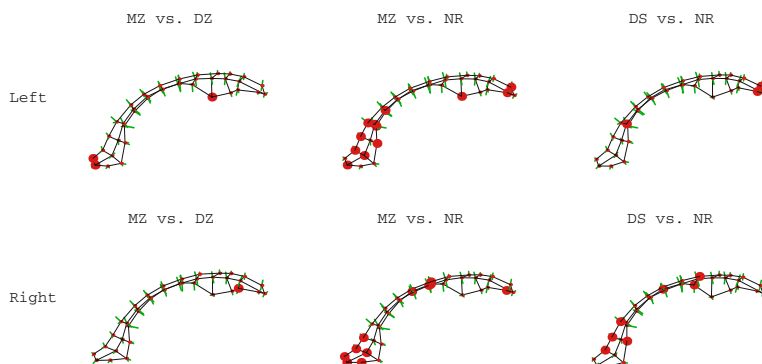 MZ vs. DZ MZ vs. NR DS vs. NR
Left
MZ vs. DZ MZ vs. NR DS vs. NR
Right